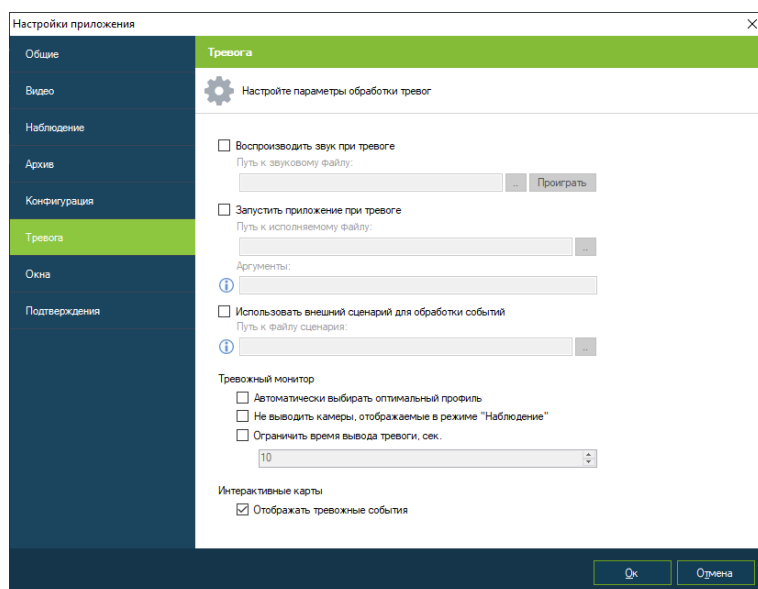 Настройки приложения
Общие
Видео
Наблюдение
Архив
Конфигурация
Тревога
Окна
Подтверждения
Тревога
Настройте параметры обработки тревог
Воспроизводить звук при тревоге
Путь к звуковому файлу:
.. Проиграть
Запустить приложение при тревоге
Путь к исполняемому файлу:
..
Аргументы:
Использовать внешний сценарий для обработки событий
Путь к файлу сценария:
..
Тревожный монитор
Автоматически выбирать оптимальный профиль
Не выводить камеры, отображаемые в режиме "Наблюдение"
Ограничить время вывода тревоги, сек.
10
Интерактивные карты
Отображать тревожные события
Ок Отмена